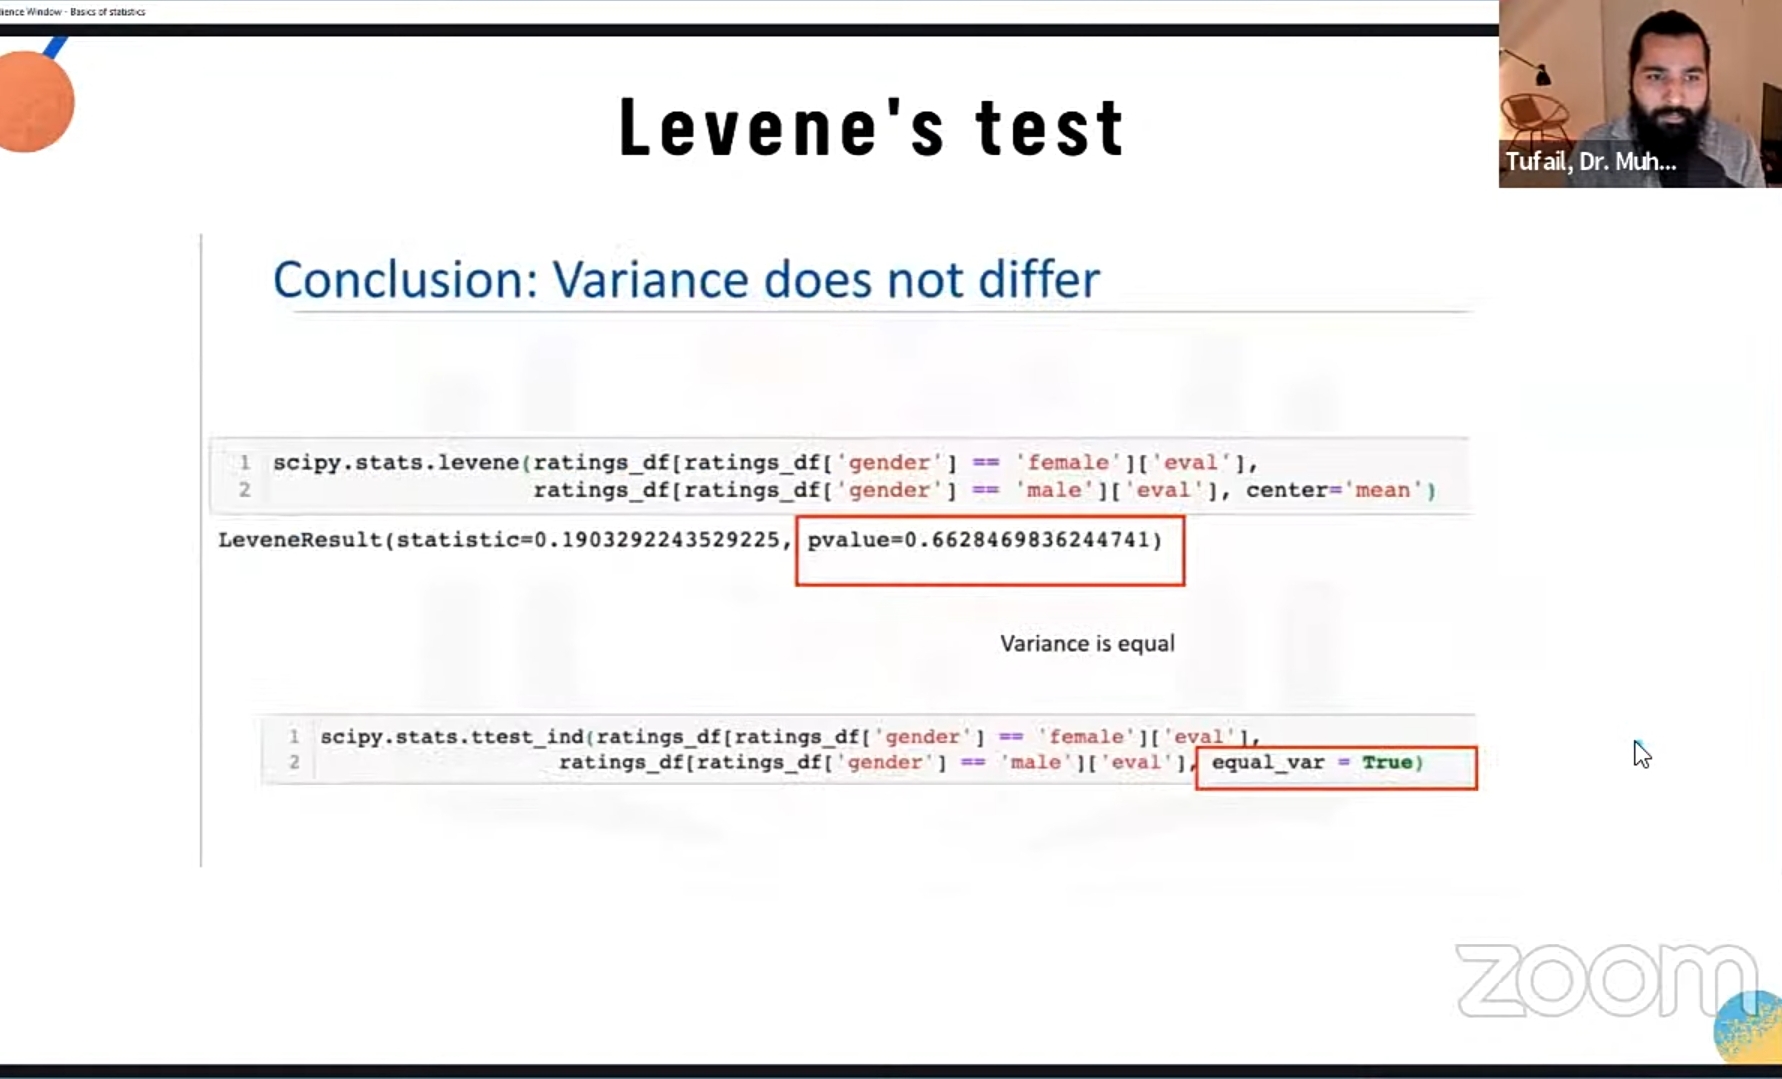 ience Window - Basics of statistics
Levene's test
Tufail, Dr. Muh...
Conclusion: Variance does not differ
1 scipy.stats.levene(ratings_df[ratings_df['gender'] == 'female']['eval'],
2 ratings_df[ratings_df['gender'] == 'male']['eval'], center='mean')
LeveneResult(statistic=0.1903292243529225, pvalue=0.6628469836244741)
Variance is equal
1 scipy.stats.ttest_ind(ratings_df[ratings_df['gender'] == 'female']['eval'],
2 ratings_df[ratings_df['gender'] == 'male']['eval'], equal_var = True)
zoom